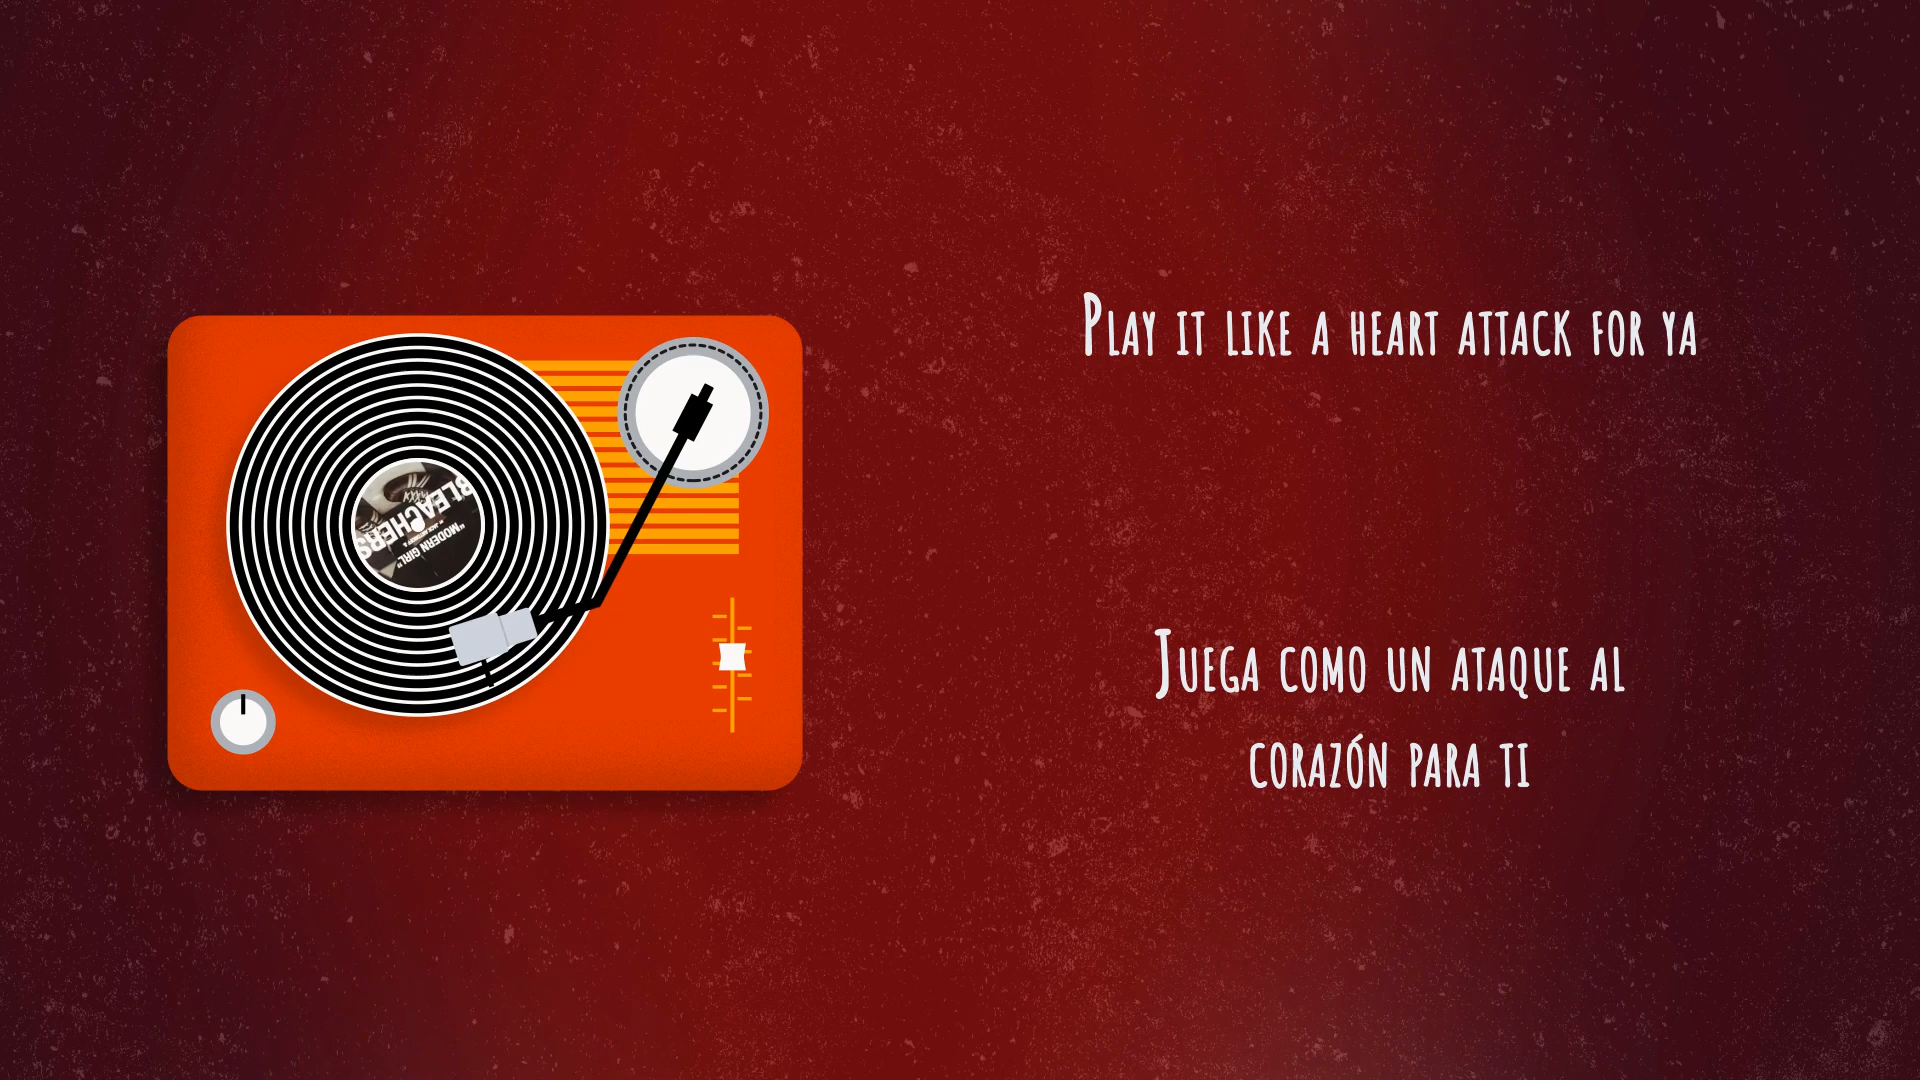 BLEACHERS
"MODERN GIRL"
Play it like a heart attack for ya
Juega como un ataque al
corazón para ti